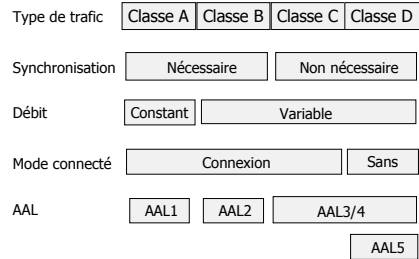 Type de trafic Classe A Classe B Classe C Classe D
Synchronisation Nécessaire Non nécessaire
Débit Constant Variable
Mode connecté Connexion Sans
AAL AAL1 AAL2 AAL3/4
AAL5